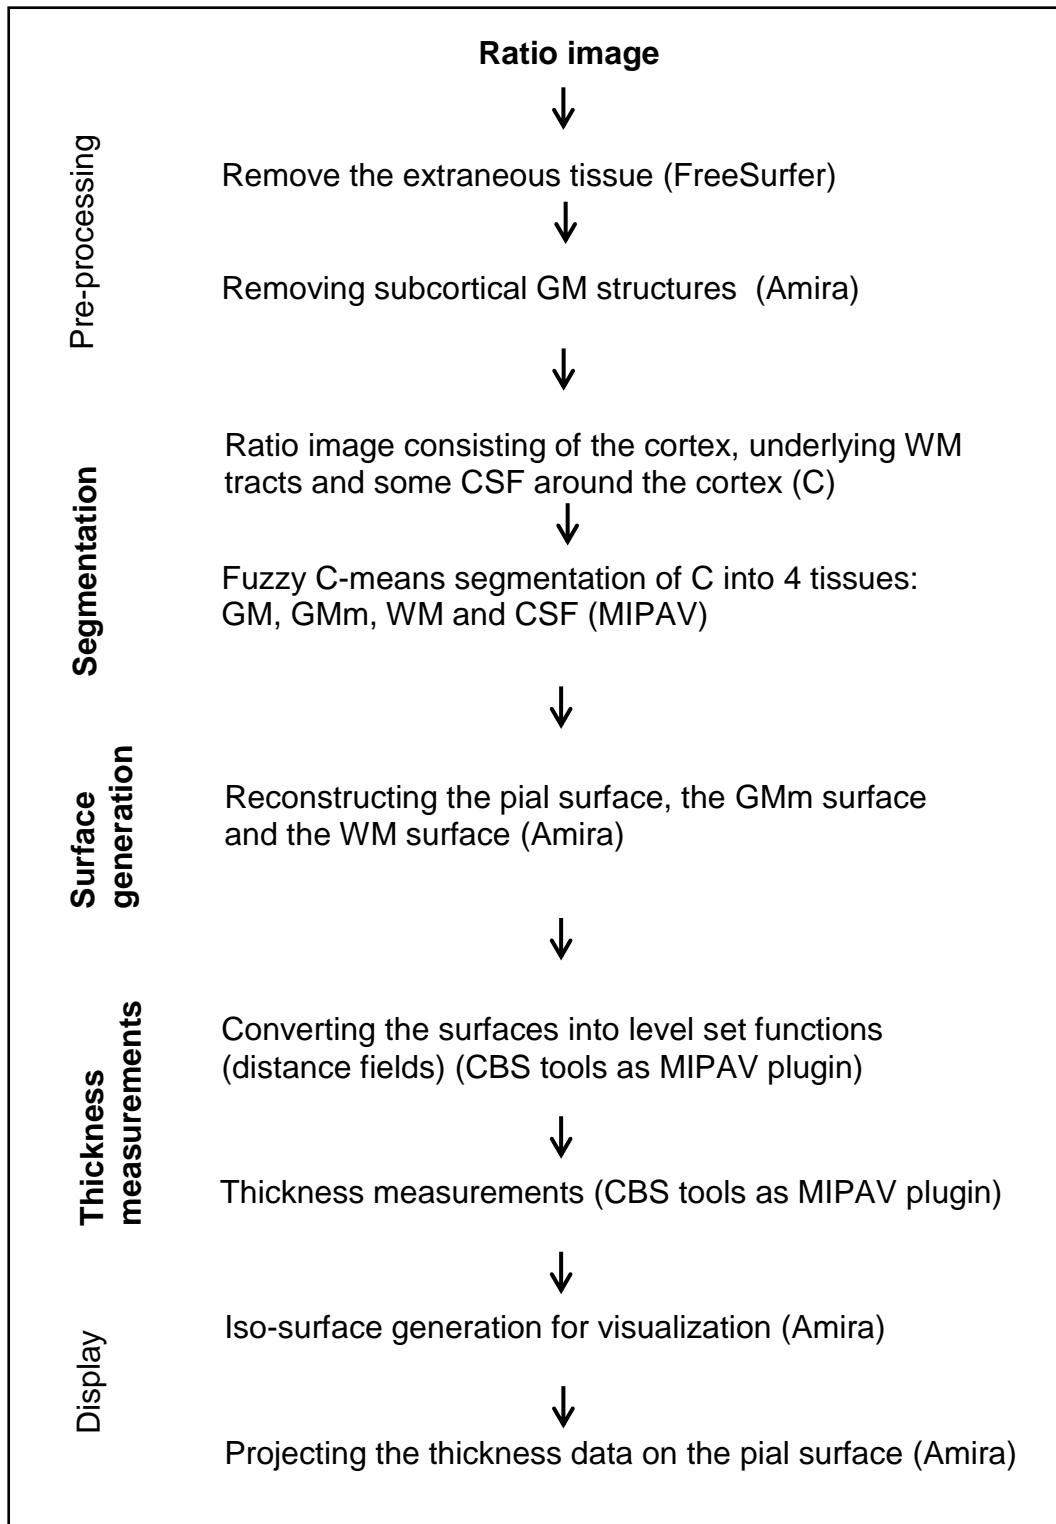 Ratio image
Pre-processing
Remove the extraneous tissue (FreeSurfer)
Removing subcortical GM structures  (Amira)
Segmentation
Ratio image consisting of the cortex, underlying WM
tracts and some CSF around the cortex (C)
Fuzzy C-means segmentation of C into 4 tissues:
GM, GMm, WM and CSF (MIPAV)
Surface
generation
Reconstructing the pial surface, the GMm surface
and the WM surface (Amira)
Thickness
measurements
Converting the surfaces into level set functions
(distance fields) (CBS tools as MIPAV plugin)
Thickness measurements (CBS tools as MIPAV plugin)
Display
Iso-surface generation for visualization (Amira)
Projecting the thickness data on the pial surface (Amira)